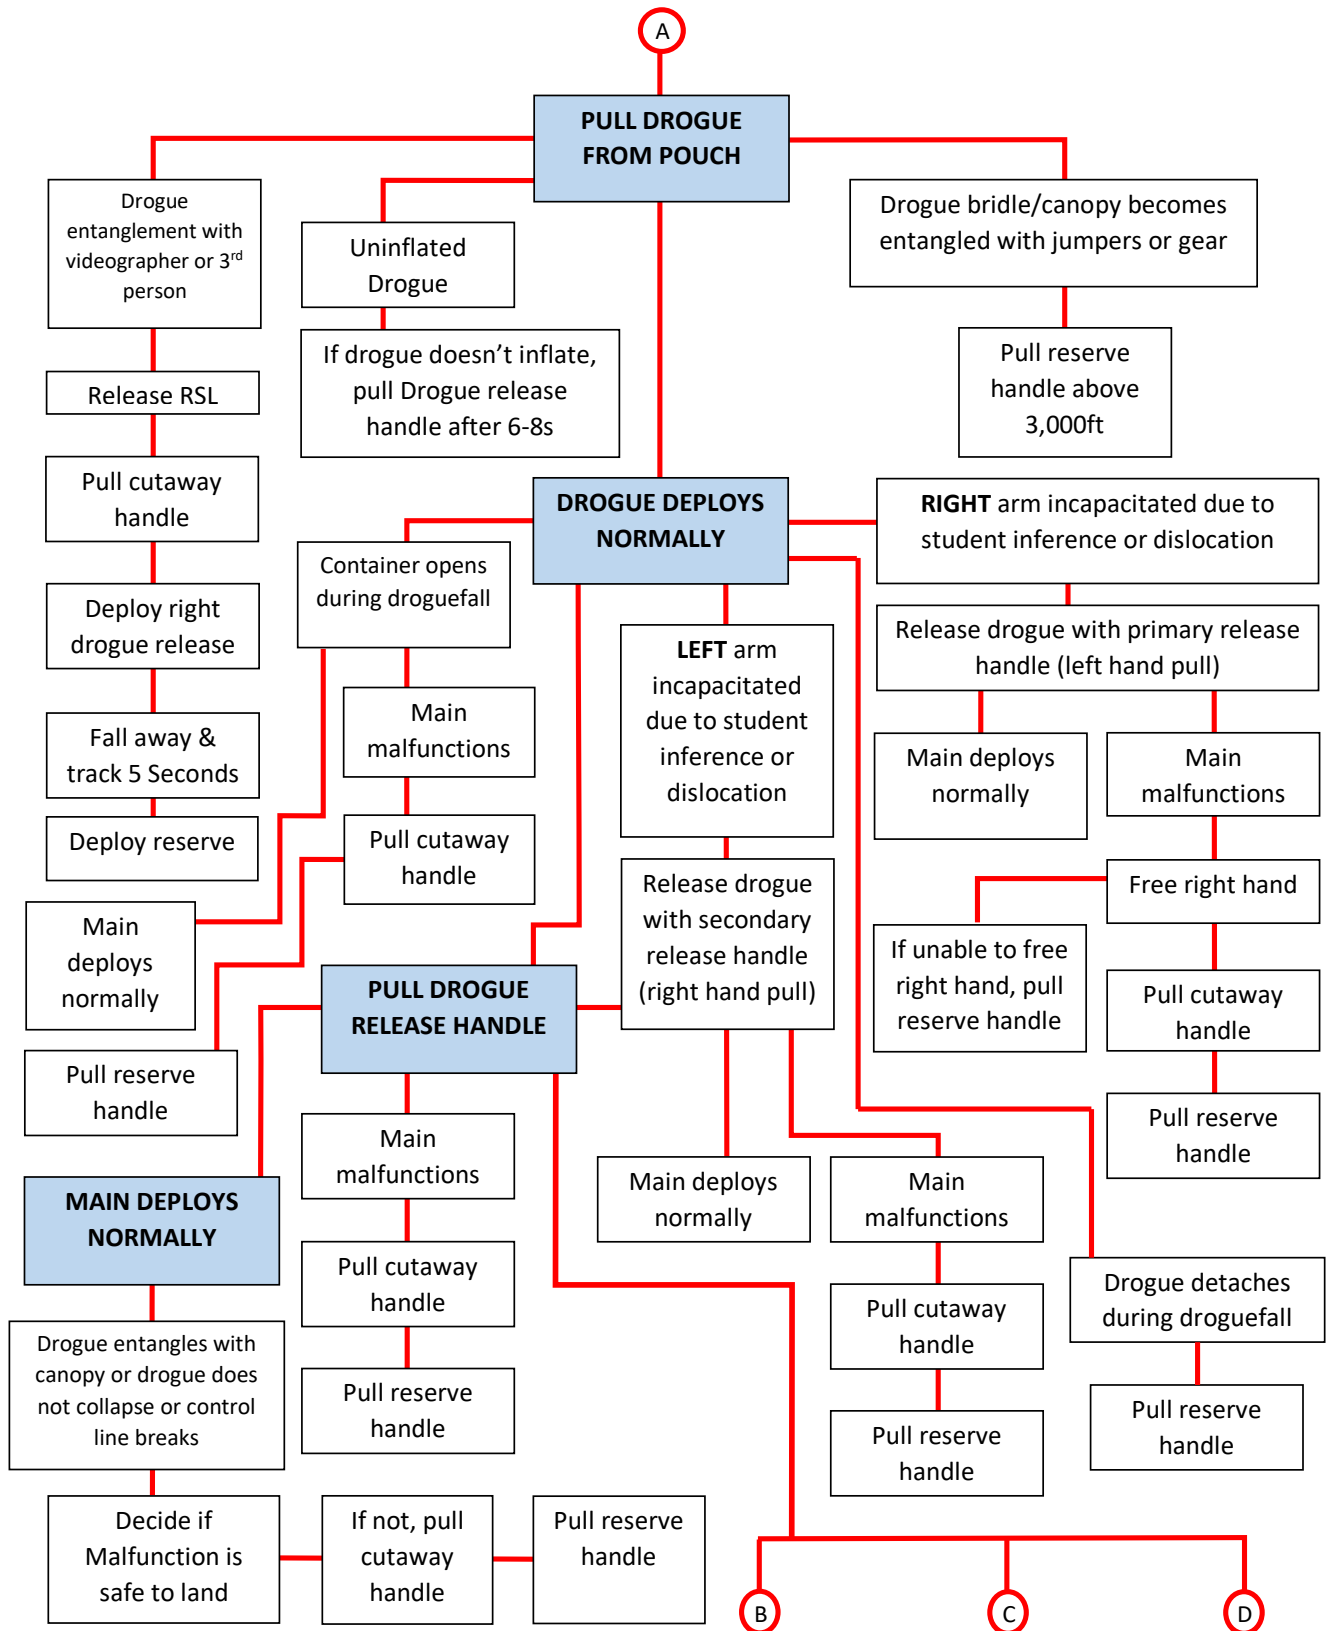 A
PULL DROGUE
FROM POUCH
Drogue
entanglement with
videographer or 3rd
person
Uninflated
Drogue
Drogue bridle/canopy becomes
entangled with jumpers or gear
If drogue doesn't inflate,
pull Drogue release
handle after 6-8s
Pull reserve
handle above
3,000ft
Release RSL
Pull cutaway
handle
DROGUE DEPLOYS
NORMALLY
RIGHT arm incapacitated due to
student inference or dislocation
Container opens
during droguefall
Deploy right
drogue release
LEFT arm
incapacitated
due to student
inference or
dislocation
Release drogue with primary release
handle (left hand pull)
Main
malfunctions
Fall away &
track 5 Seconds
Main deploys
normally
Main
malfunctions
Deploy reserve
Pull cutaway
handle
Release drogue
with secondary
release handle
(right hand pull)
Free right hand
Main
deploys
normally
If unable to free
right hand, pull
reserve handle
PULL DROGUE
RELEASE HANDLE
Pull cutaway
handle
Pull reserve
handle
Pull reserve
handle
Main
malfunctions
Main deploys
normally
Main
malfunctions
MAIN DEPLOYS
NORMALLY
Pull cutaway
handle
Drogue detaches
during droguefall
Pull cutaway
handle
Drogue entangles with
canopy or drogue does
not collapse or control
line breaks
Pull reserve
handle
Pull reserve
handle
Pull reserve
handle
Decide if
Malfunction is
safe to land
If not, pull
cutaway
handle
Pull reserve
handle
B
C
D